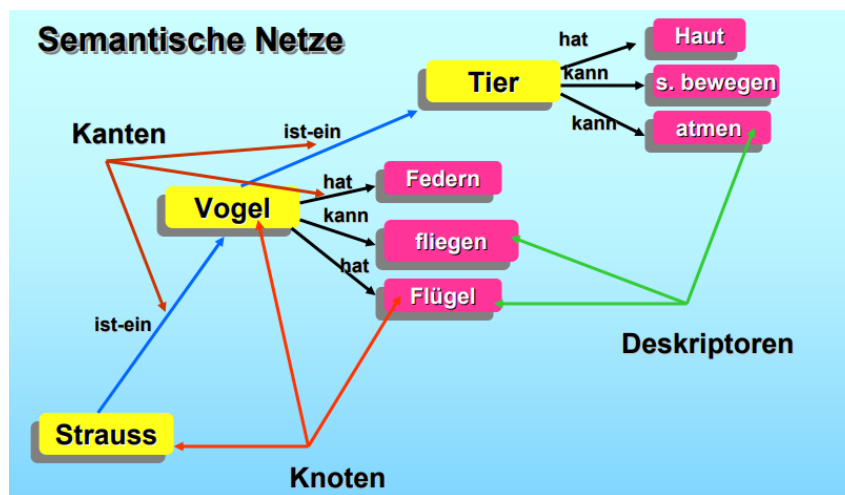 Semantische Netze
hat
Haut
Tier
kann
s. bewegen
kann
atmen
Kanten
ist-ein
hat
Federn
Vogel
kann
fliegen
hat
Flügel
ist-ein
Deskriptoren
Strauss
Knoten